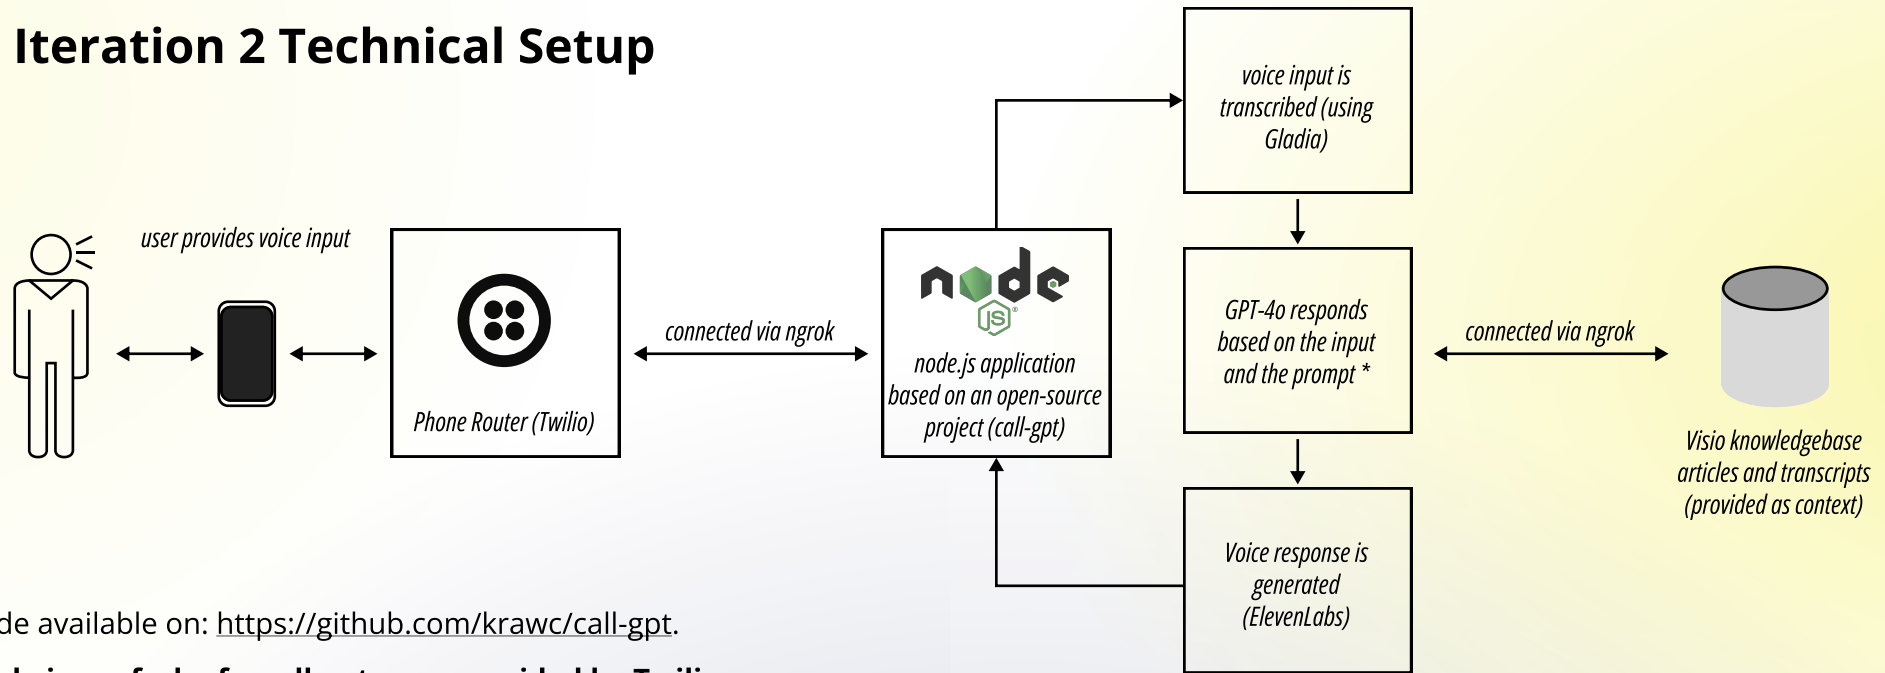 Iteration 2 Technical Setup
user provides voice input
Phone Router (Twilio)
connected via ngrok
node
JS
®
node.js application
based on an open-source
project (call-gpt)
voice input is
transcribed (using
Gladia)
GPT-4o responds
based on the input
and the prompt *
Voice response is
generated
(ElevenLabs)
connected via ngrok
Visio knowledgebase
articles and transcripts
(provided as context)
de available on: https://github.com/krawc/call-gpt.